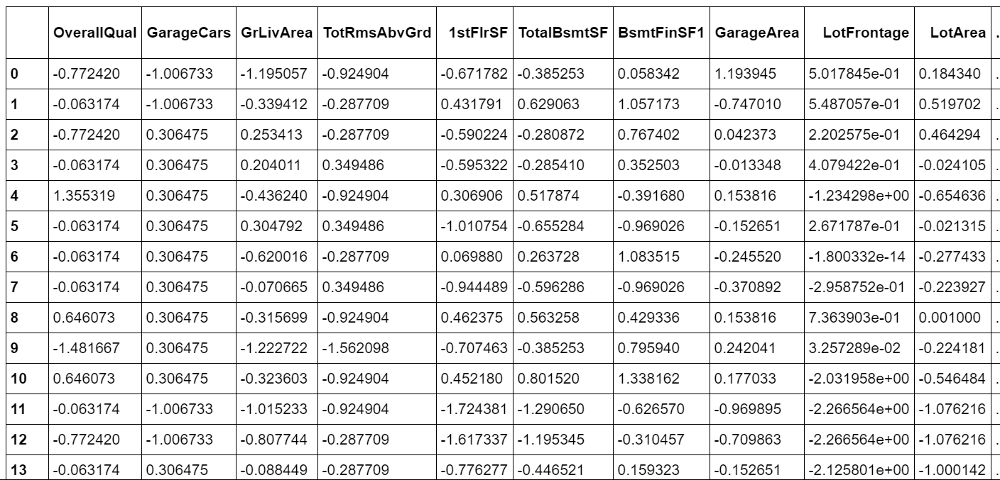 OverallQual GarageCars GrLivArea TotRmsAbvGrd 1stFlrSF TotalBsmtSF BsmtFinSF1 GarageArea LotFrontage LotArea .
0 -0.772420 -1.006733 -1.195057 -0.924904 -0.671782 -0.385253 0.058342 1.193945 5.017845e-01 0.184340 .
1 -0.063174 -1.006733 -0.339412 -0.287709 0.431791 0.629063 1.057173 -0.747010 5.487057e-01 0.519702 .
2 -0.772420 0.306475 0.253413 -0.287709 -0.590224 -0.280872 0.767402 0.042373 2.202575e-01 0.464294 .
3 -0.063174 0.306475 0.204011 0.349486 -0.595322 -0.285410 0.352503 -0.013348 4.079422e-01 -0.024105 .
4 1.355319 0.306475 -0.436240 -0.924904 0.306906 0.517874 -0.391680 0.153816 -1.234298e+00 -0.654636 .
5 -0.063174 0.306475 0.304792 0.349486 -1.010754 -0.655284 -0.969026 -0.152651 2.671787e-01 -0.021315 .
6 -0.063174 0.306475 -0.620016 -0.287709 0.069880 0.263728 1.083515 -0.245520 -1.800332e-14 -0.277433 .
7 -0.063174 0.306475 -0.070665 0.349486 -0.944489 -0.596286 -0.969026 -0.370892 -2.958752e-01 -0.223927 .
8 0.646073 0.306475 -0.315699 -0.924904 0.462375 0.563258 0.429336 0.153816 7.363903e-01 0.001000 .
9 -1.481667 0.306475 -1.222722 -1.562098 -0.707463 -0.385253 0.795940 0.242041 3.257289e-02 -0.224181 .
10 0.646073 0.306475 -0.323603 -0.924904 0.452180 0.801520 1.338162 0.177033 -2.031958e+00 -0.546484 .
11 -0.063174 -1.006733 -1.015233 -0.924904 -1.724381 -1.290650 -0.626570 -0.969895 -2.266564e+00 -1.076216 .
12 -0.772420 -1.006733 -0.807744 -0.287709 -1.617337 -1.195345 -0.310457 -0.709863 -2.266564e+00 -1.076216 .
13 -0.063174 0.306475 -0.088449 -0.287709 -0.776277 -0.446521 0.159323 -0.152651 -2.125801e+00 -1.000142 .